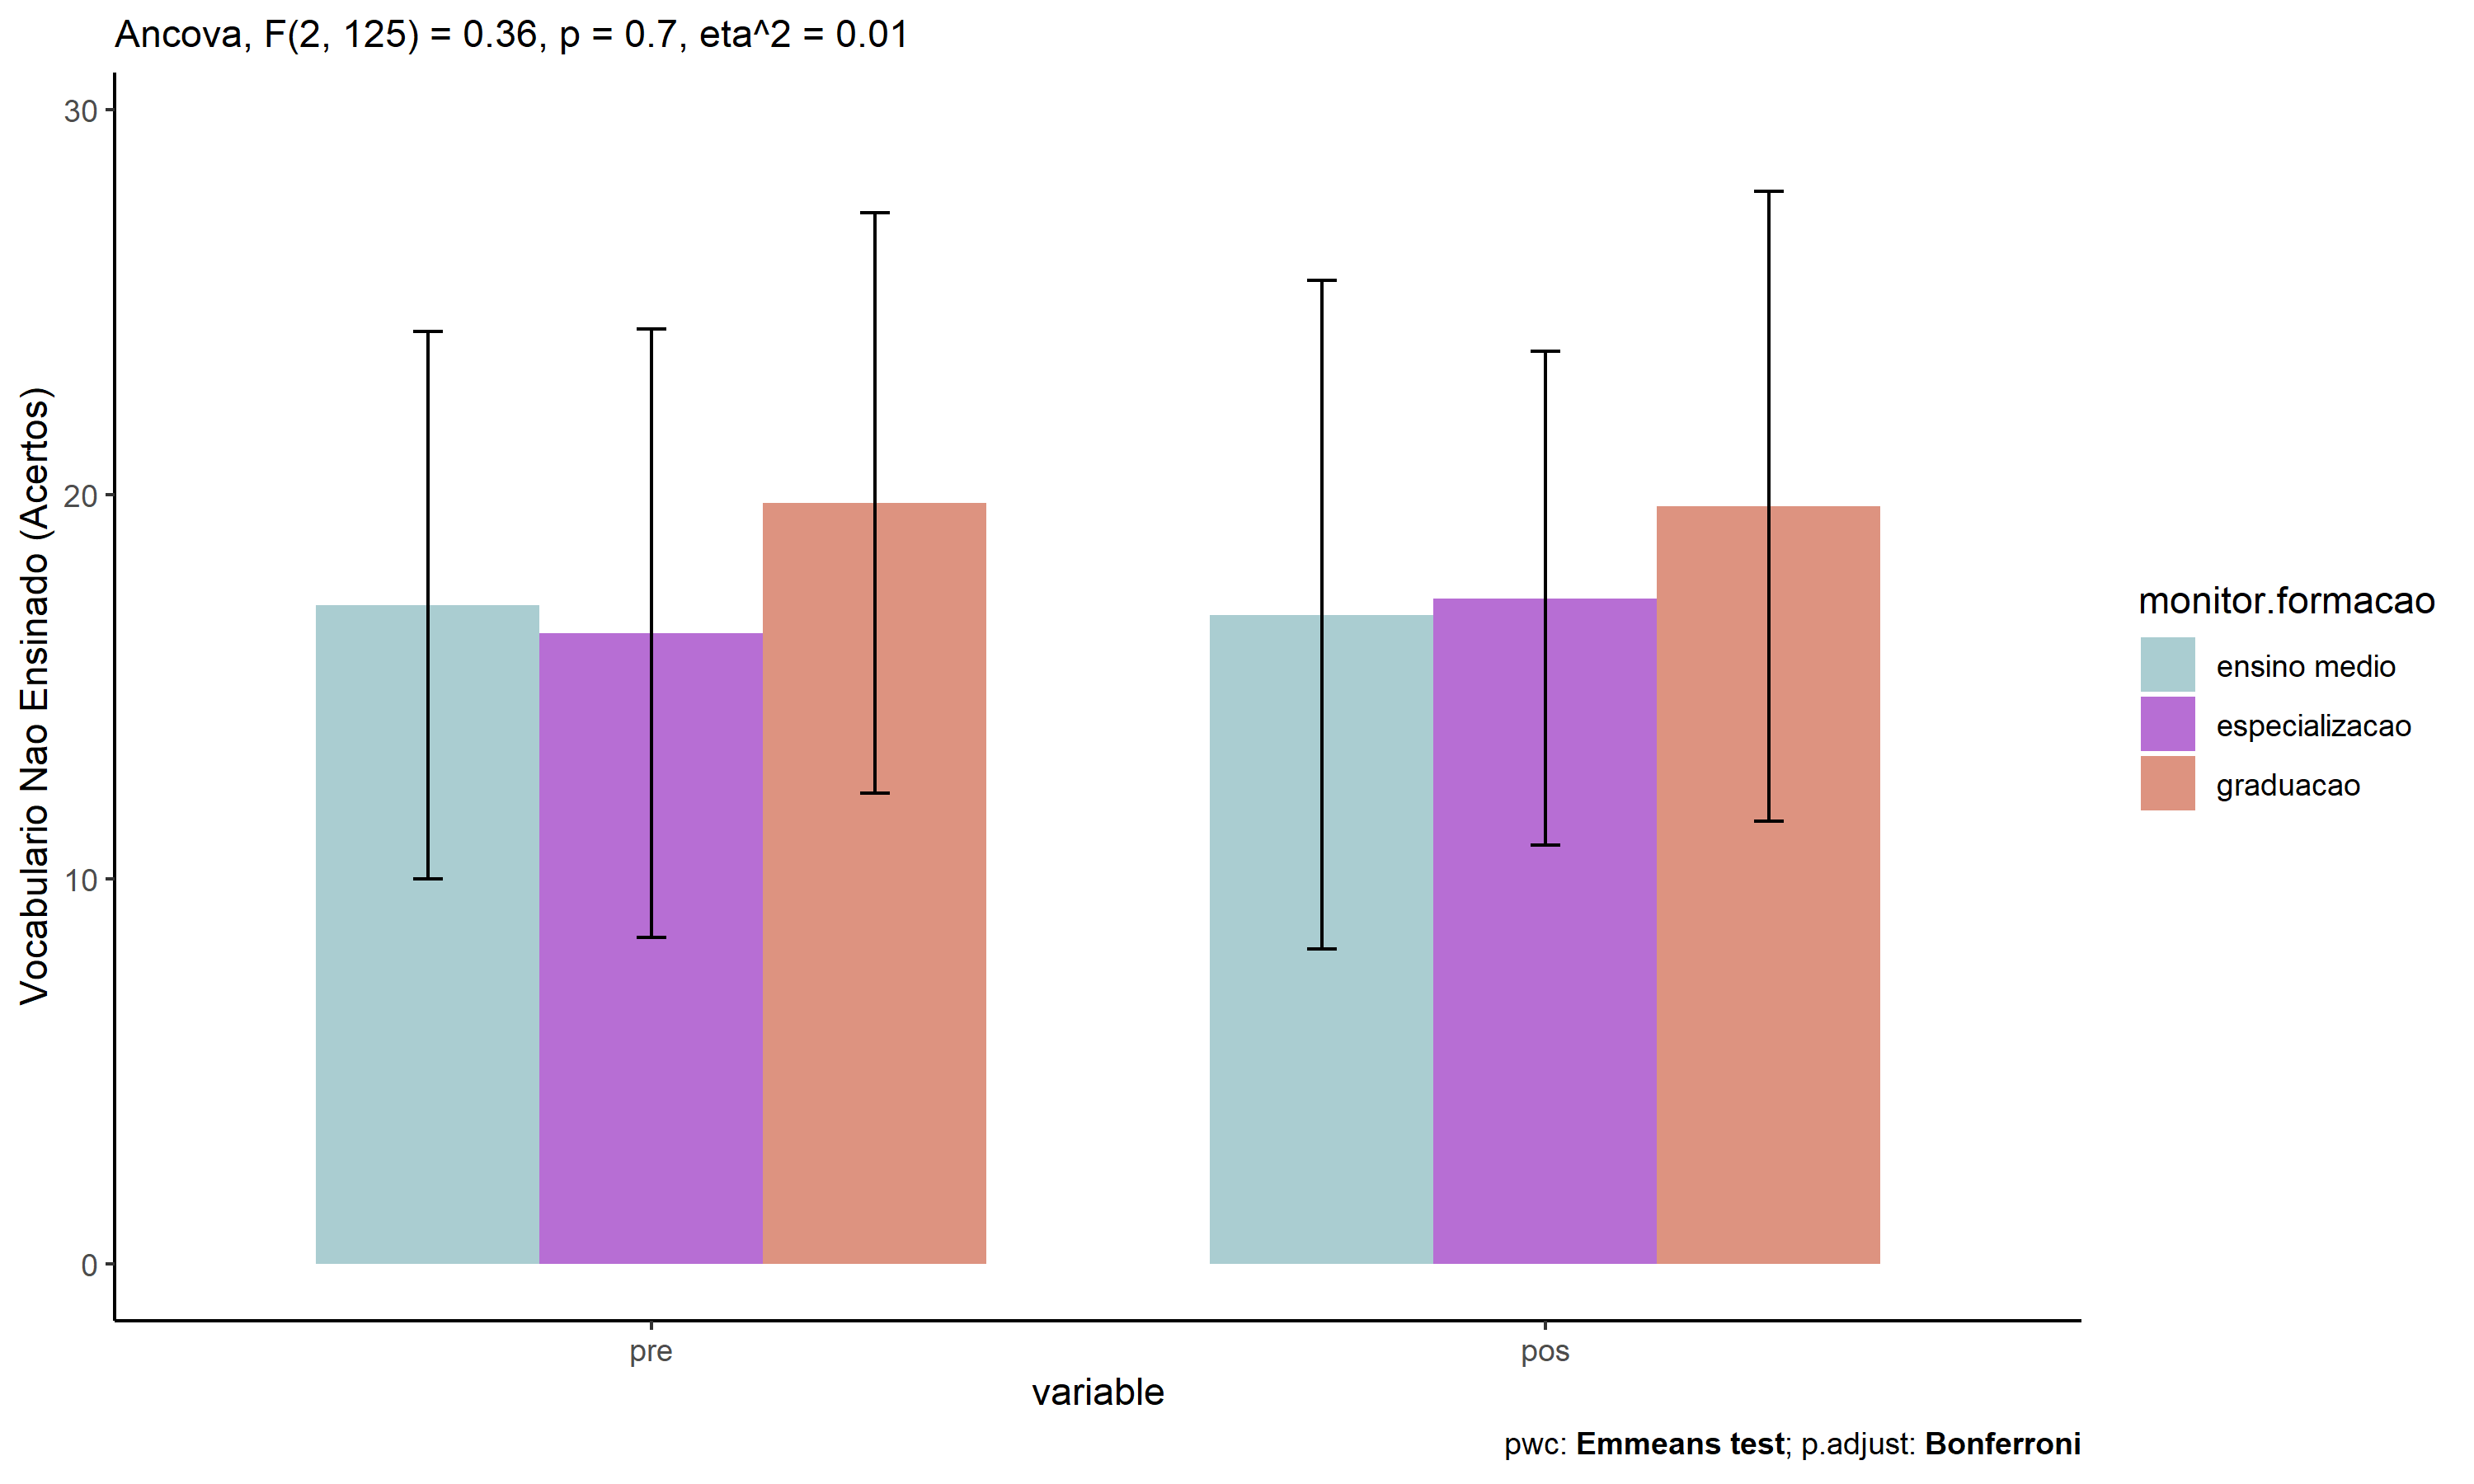 Ancova, F(2, 125) = 0.36, p = 0.7, eta^2 = 0.01
Vocabulario Nao Ensinado (Acertos)
30
20
10
0
pre
pos
variable
monitor.formacao
ensino medio
especializacao
graduacao
pwc: Emmeans test; p.adjust: Bonferroni